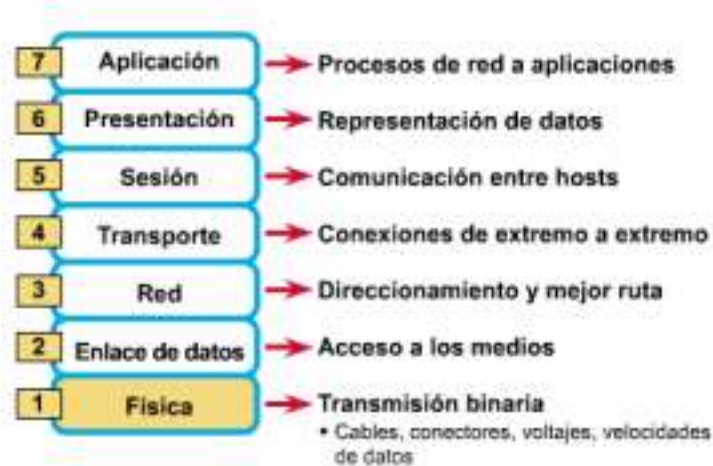 7 Aplicación Procesos de red a aplicaciones
6 Presentación Representación de datos
5 Sesión Comunicación entre hosts
4 Transporte Conexiones de extremo a extremo
3 Red Direccionamiento y mejor ruta
2 Enlace de datos Acceso a los medios
1 Física Transmisión binaria
• Cables, conectores, voltajes, velocidades
de datos